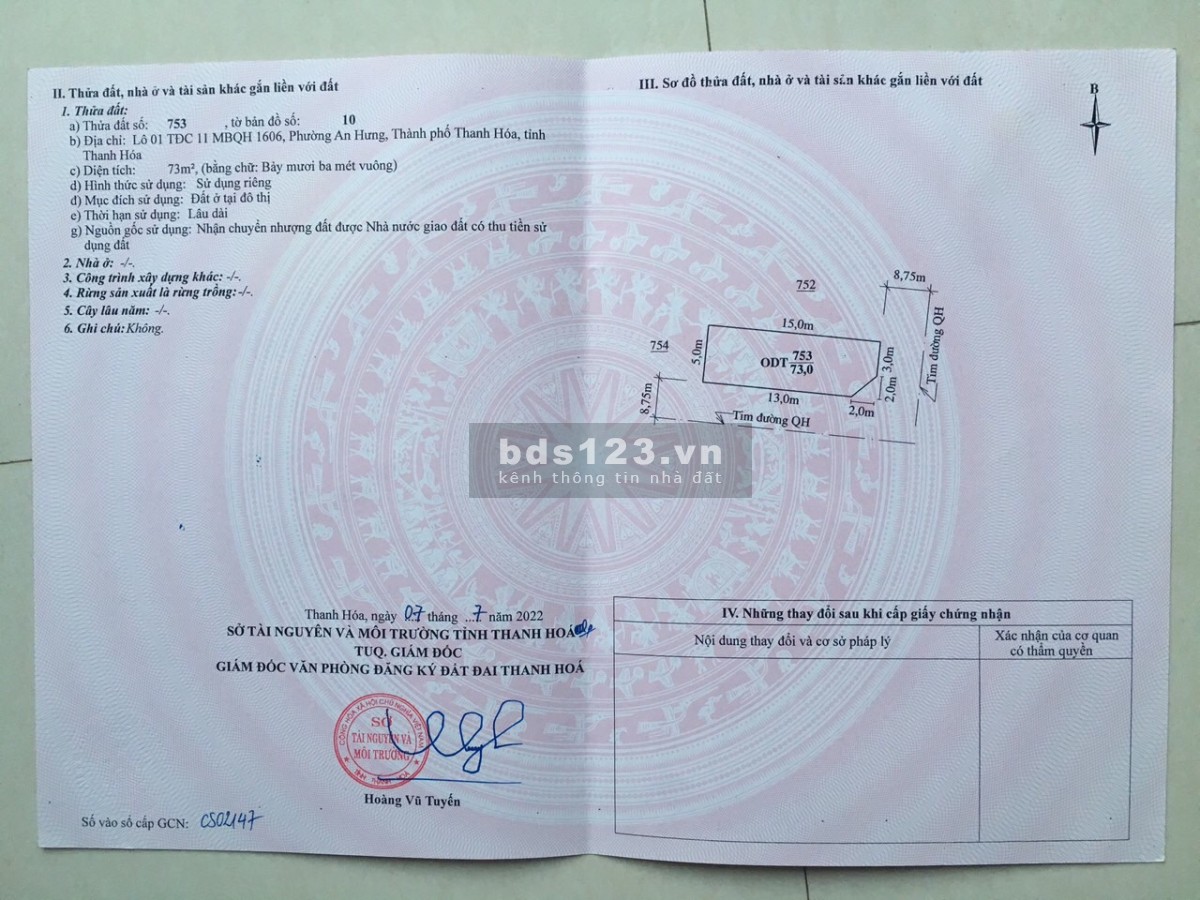 II. Thửa đất, nhà ở và tài sản khác gắn liền với đất
1. Thửa đất:
a) Thửa đất số: 753 , tờ bản đồ số: 10
b) Địa chỉ: Lô 01 TĐC 11 MBQH 1606, Phường An Hưng, Thành phố Thanh Hóa, tỉnh
Thanh Hóa
c) Diện tích: 73m², (bằng chữ: Bảy mươi ba mét vuông)
d) Hình thức sử dụng: Sử dụng riêng
đ) Mục đích sử dụng: Đất ở tại đô thị
e) Thời hạn sử dụng: Lâu dài
g) Nguồn gốc sử dụng: Nhận chuyển nhượng đất được Nhà nước giao đất có thu tiền sử
dụng đất
2. Nhà ở: -/-.
3. Công trình xây dựng khác: -/-.
4. Rừng sản xuất là rừng trồng: -/-.
5. Cây lâu năm: -/-.
6. Ghi chú: Không.
Thanh Hóa, ngày 07 tháng ..7 năm 2022
SỞ TÀI NGUYÊN VÀ MÔI TRƯỜNG TỈNH THANH HOÁ
TUQ. GIÁM ĐỐC
GIÁM ĐỐC VĂN PHÒNG ĐĂNG KÝ ĐẤT ĐAI THANH HOÁ
CỘNG HÒA XÃ HỘI CHỦ NGHĨA VIỆT NAM
SỞ
TÀI NGUYÊN VÀ
MÔI TRƯỜNG
TỈNH THANH HOÁ
Hoàng Vũ Tuyến
Số vào sổ cấp GCN: CS02147
III. Sơ đồ thửa đất, nhà ở và tài sản khác gắn liền với đất
B
8,75m
752
15,0m
754
5,0m
ODT 753
73,0
3,0m
2,0m
Tim đường QH
13,0m
2,0m
8,75m
Tim đường QH
bds123.vn
kênh thông tin nhà đất
IV. Những thay đổi sau khi cấp giấy chứng nhận
Nội dung thay đổi và cơ sở pháp lý
Xác nhận của cơ quan
có thẩm quyền